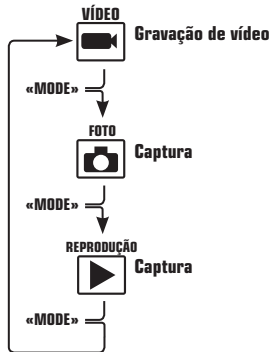 VÍDEO
Gravação de vídeo
«MODE»
FOTO
Captura
«MODE»
REPRODUÇÃO
Captura
«MODE»